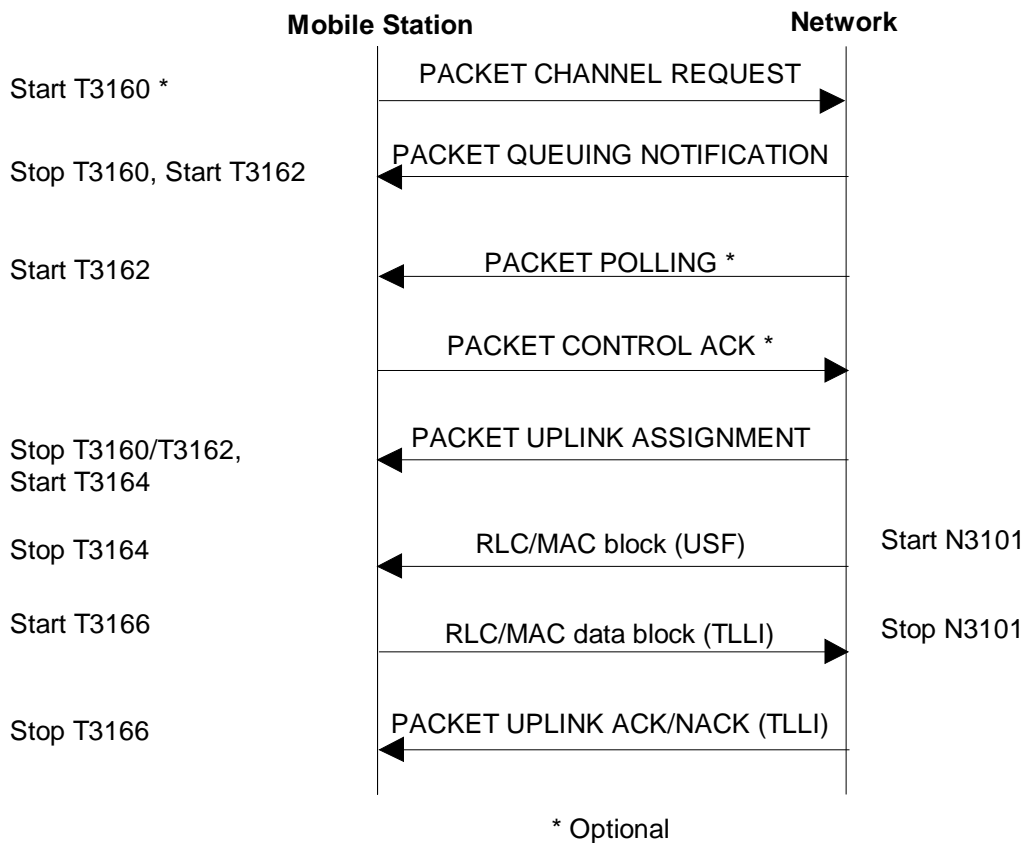 Mobile Station
Network
Start T3160 *
PACKET CHANNEL REQUEST
Stop T3160, Start T3162
PACKET QUEUING NOTIFICATION
Start T3162
PACKET POLLING *
PACKET CONTROL ACK *
Stop T3160/T3162,
Start T3164
PACKET UPLINK ASSIGNMENT
Stop T3164
RLC/MAC block (USF)
Start N3101
Start T3166
RLC/MAC data block (TLLI)
Stop N3101
Stop T3166
PACKET UPLINK ACK/NACK (TLLI)
* Optional